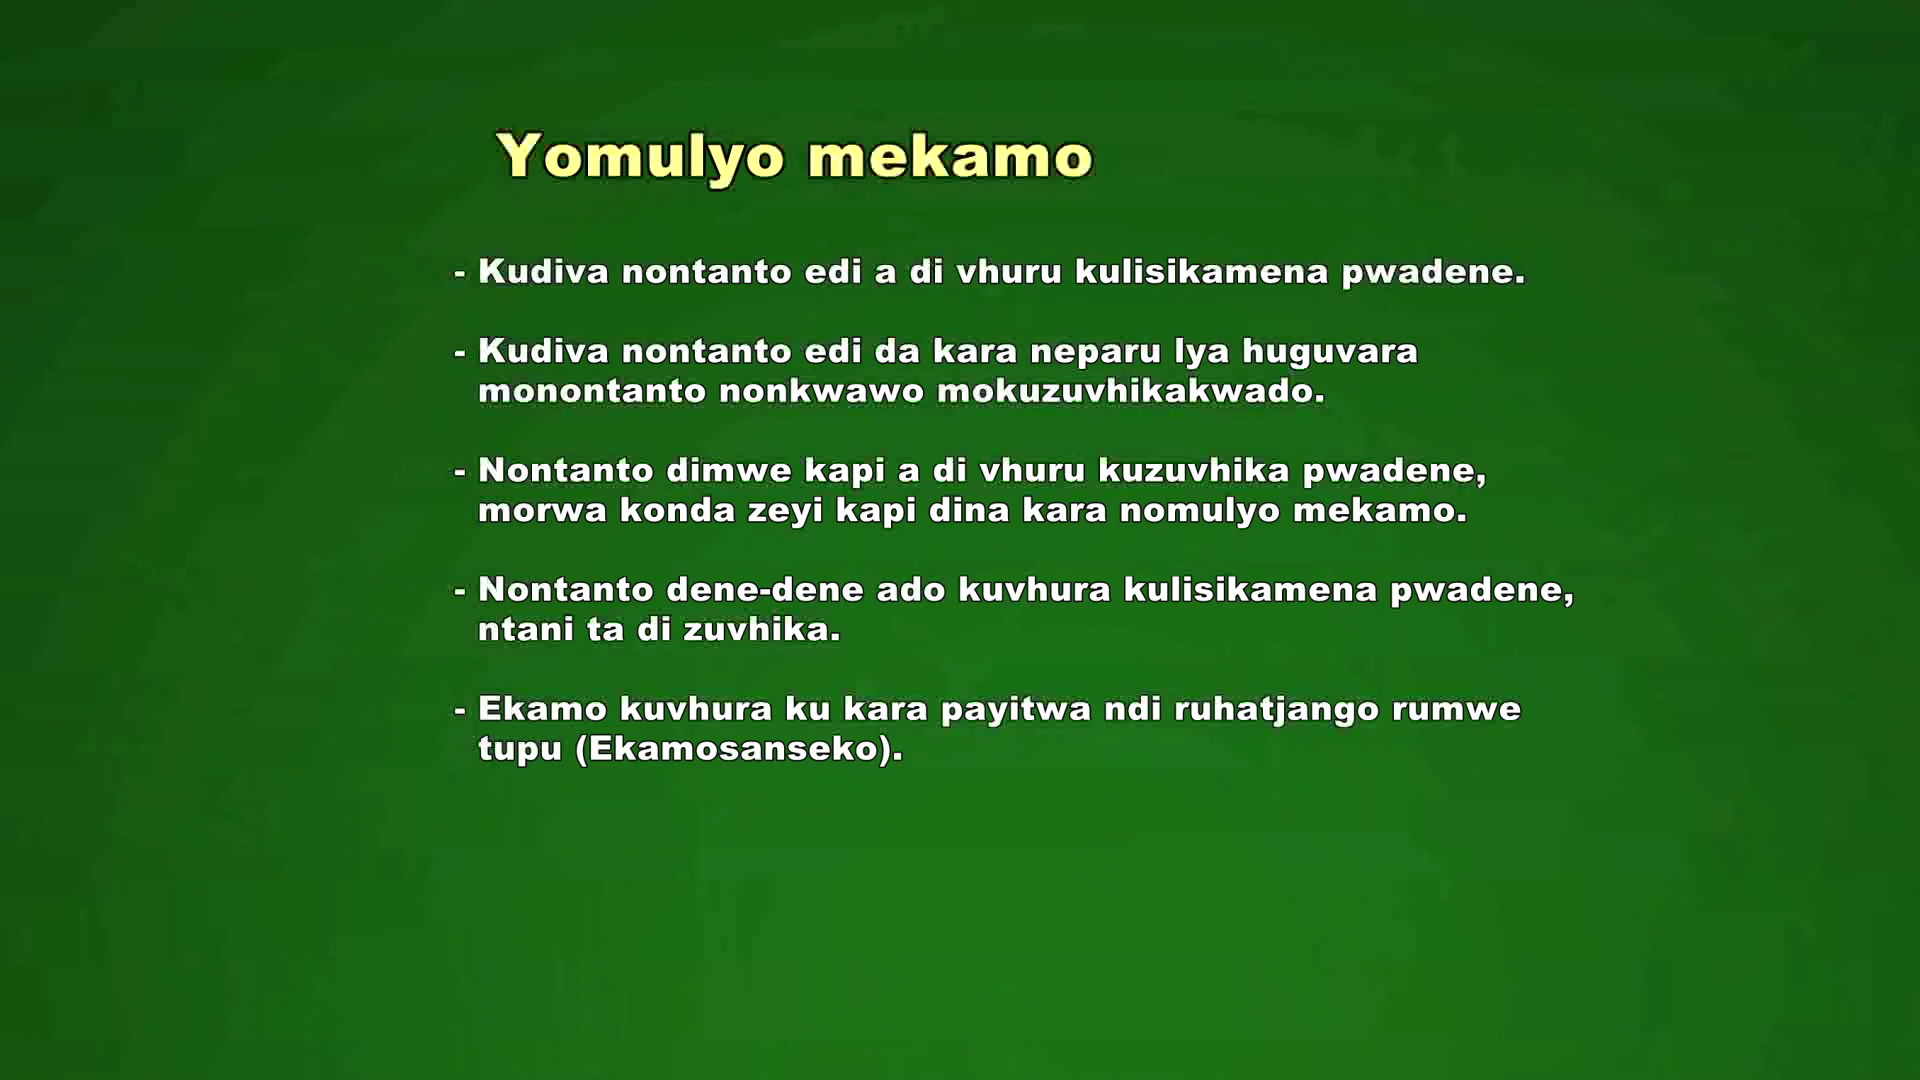 Yomulyo mekamo
- Kudiva nontanto edi a di vhuru kulisikamena pwadene.
- Kudiva nontanto edi da kara neparu lya huguvara
monontanto nonkwawo mokuzuvhikakwado.
- Nontanto dimwe kapi a di vhuru kuzuvhika pwadene,
morwa konda zeyi kapi dina kara nomulyo mekamo.
- Nontanto dene-dene ado kuvhura kulisikamena pwadene,
ntani ta di zuvhika.
- Ekamo kuvhura ku kara payitwa ndi ruhatjango rumwe
tupu (Ekamosanseko).